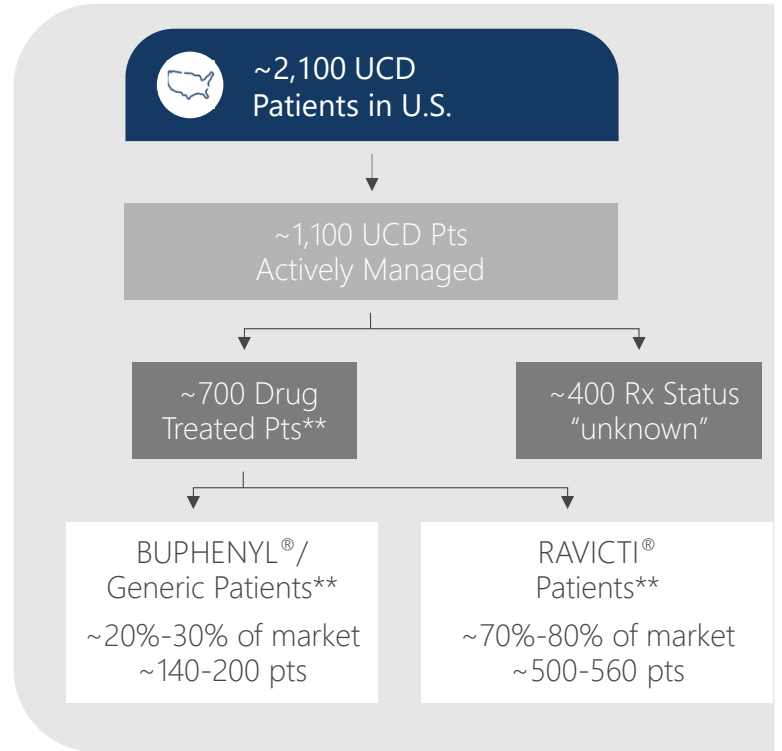 ~2,100 UCD
Patients in U.S.
~1,100 UCD Pts
Actively Managed
~700 Drug
Treated Pts**
~400 Rx Status
“unknown”
BUPHENYL®/
Generic Patients**
~20%-30% of market
~140-200 pts
RAVICTI®
Patients**
~70%-80% of market
~500-560 pts